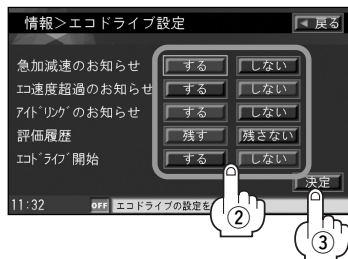 情報＞エコドライブ設定
◀ 戻る
急加減速のお知らせ する しない
ｴｺ速度超過のお知らせ する しない
ｱｲﾄﾞﾘﾝｸﾞのお知らせ する しない
評価履歴 残す 残さない
ｴｺﾄﾞﾗｲﾌﾞ開始 する しない
決定
11:32 OFF エコドライブの設定を
②
③